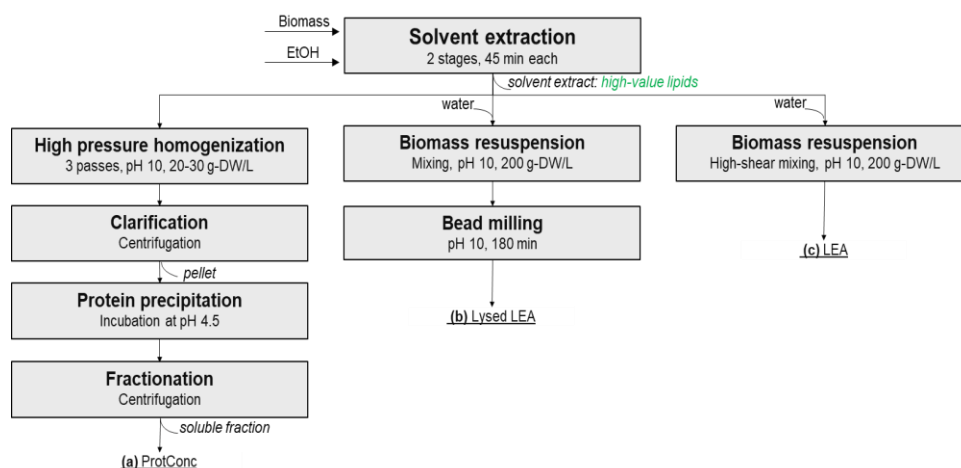 Biomass
EtOH
Solvent extraction
2 stages, 45 min each
solvent extract: high-value lipids
water
water
High pressure homogenization
3 passes, pH 10, 20-30 g-DW/L
Biomass resuspension
Mixing, pH 10, 200 g-DW/L
Biomass resuspension
High-shear mixing, pH 10, 200 g-DW/L
Clarification
Centrifugation
Bead milling
pH 10, 180 min
(c) LEA
pellet
Protein precipitation
Incubation at pH 4.5
(b) Lysed LEA
Fractionation
Centrifugation
soluble fraction
(a) ProtConc